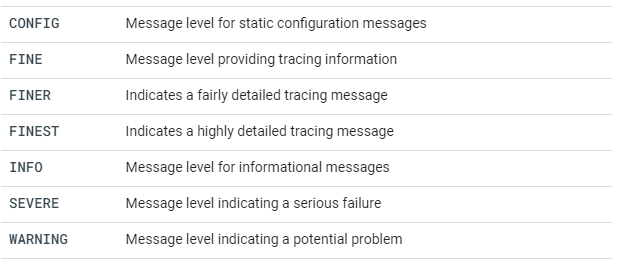 CONFIG Message level for static configuration messages
FINE Message level providing tracing information
FINER Indicates a fairly detailed tracing message
FINEST Indicates a highly detailed tracing message
INFO Message level for informational messages
SEVERE Message level indicating a serious failure
WARNING Message level indicating a potential problem